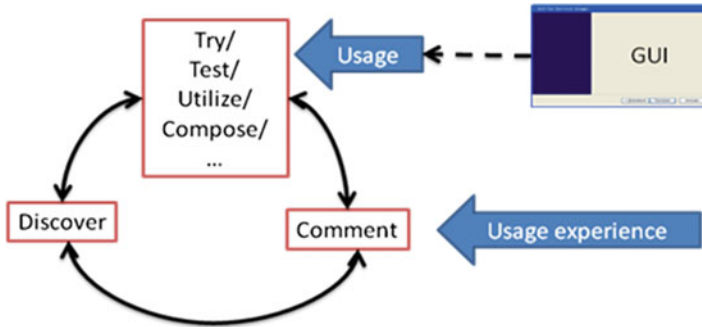 Try/
Test/
Utilize/
Compose/
...
Usage
GUI
Discover
Comment
Usage experience